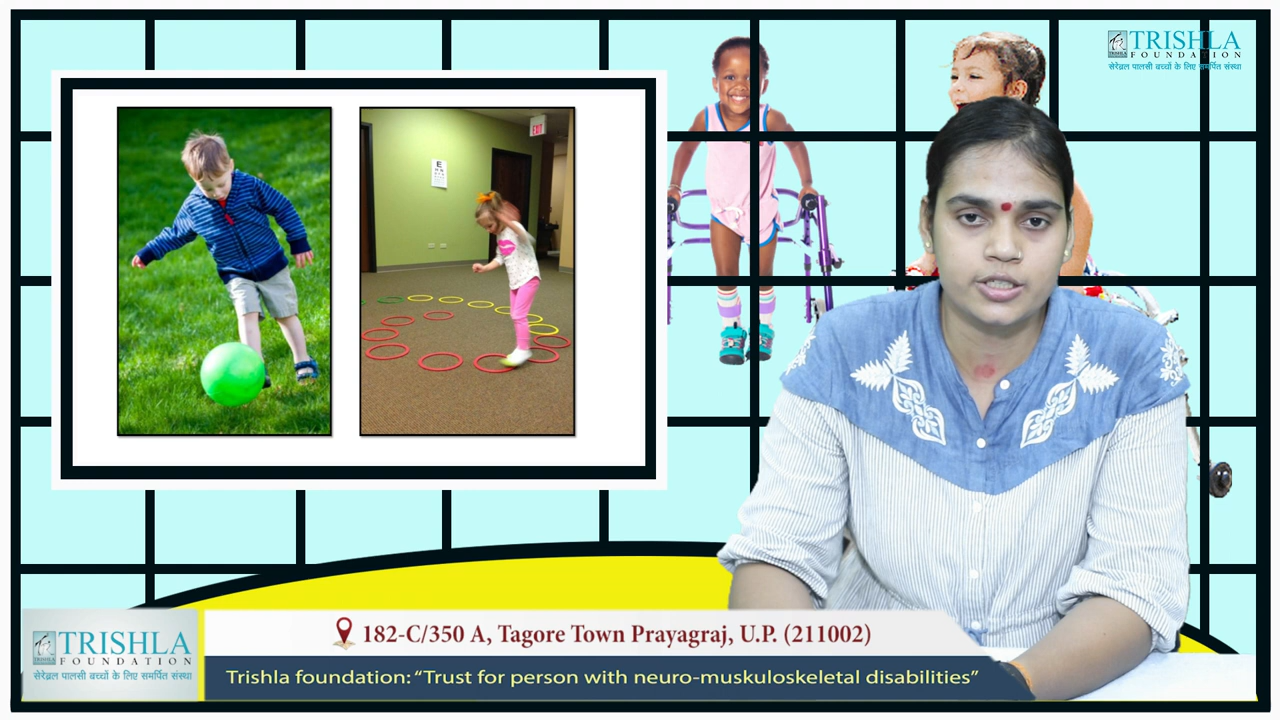 TRISHLA
FOUNDATION
सेरेब्रल पालसी बच्चों के लिए समर्पित संस्था
EXIT
E
182-C/350 A, Tagore Town Prayagraj, U.P. (211002)
TRISHLA
FOUNDATION
सेरेब्रल पालसी बच्चों के लिए समर्पित संस्था
Trishla foundation: “Trust for person with neuro-muskuloskeletal disabilities”